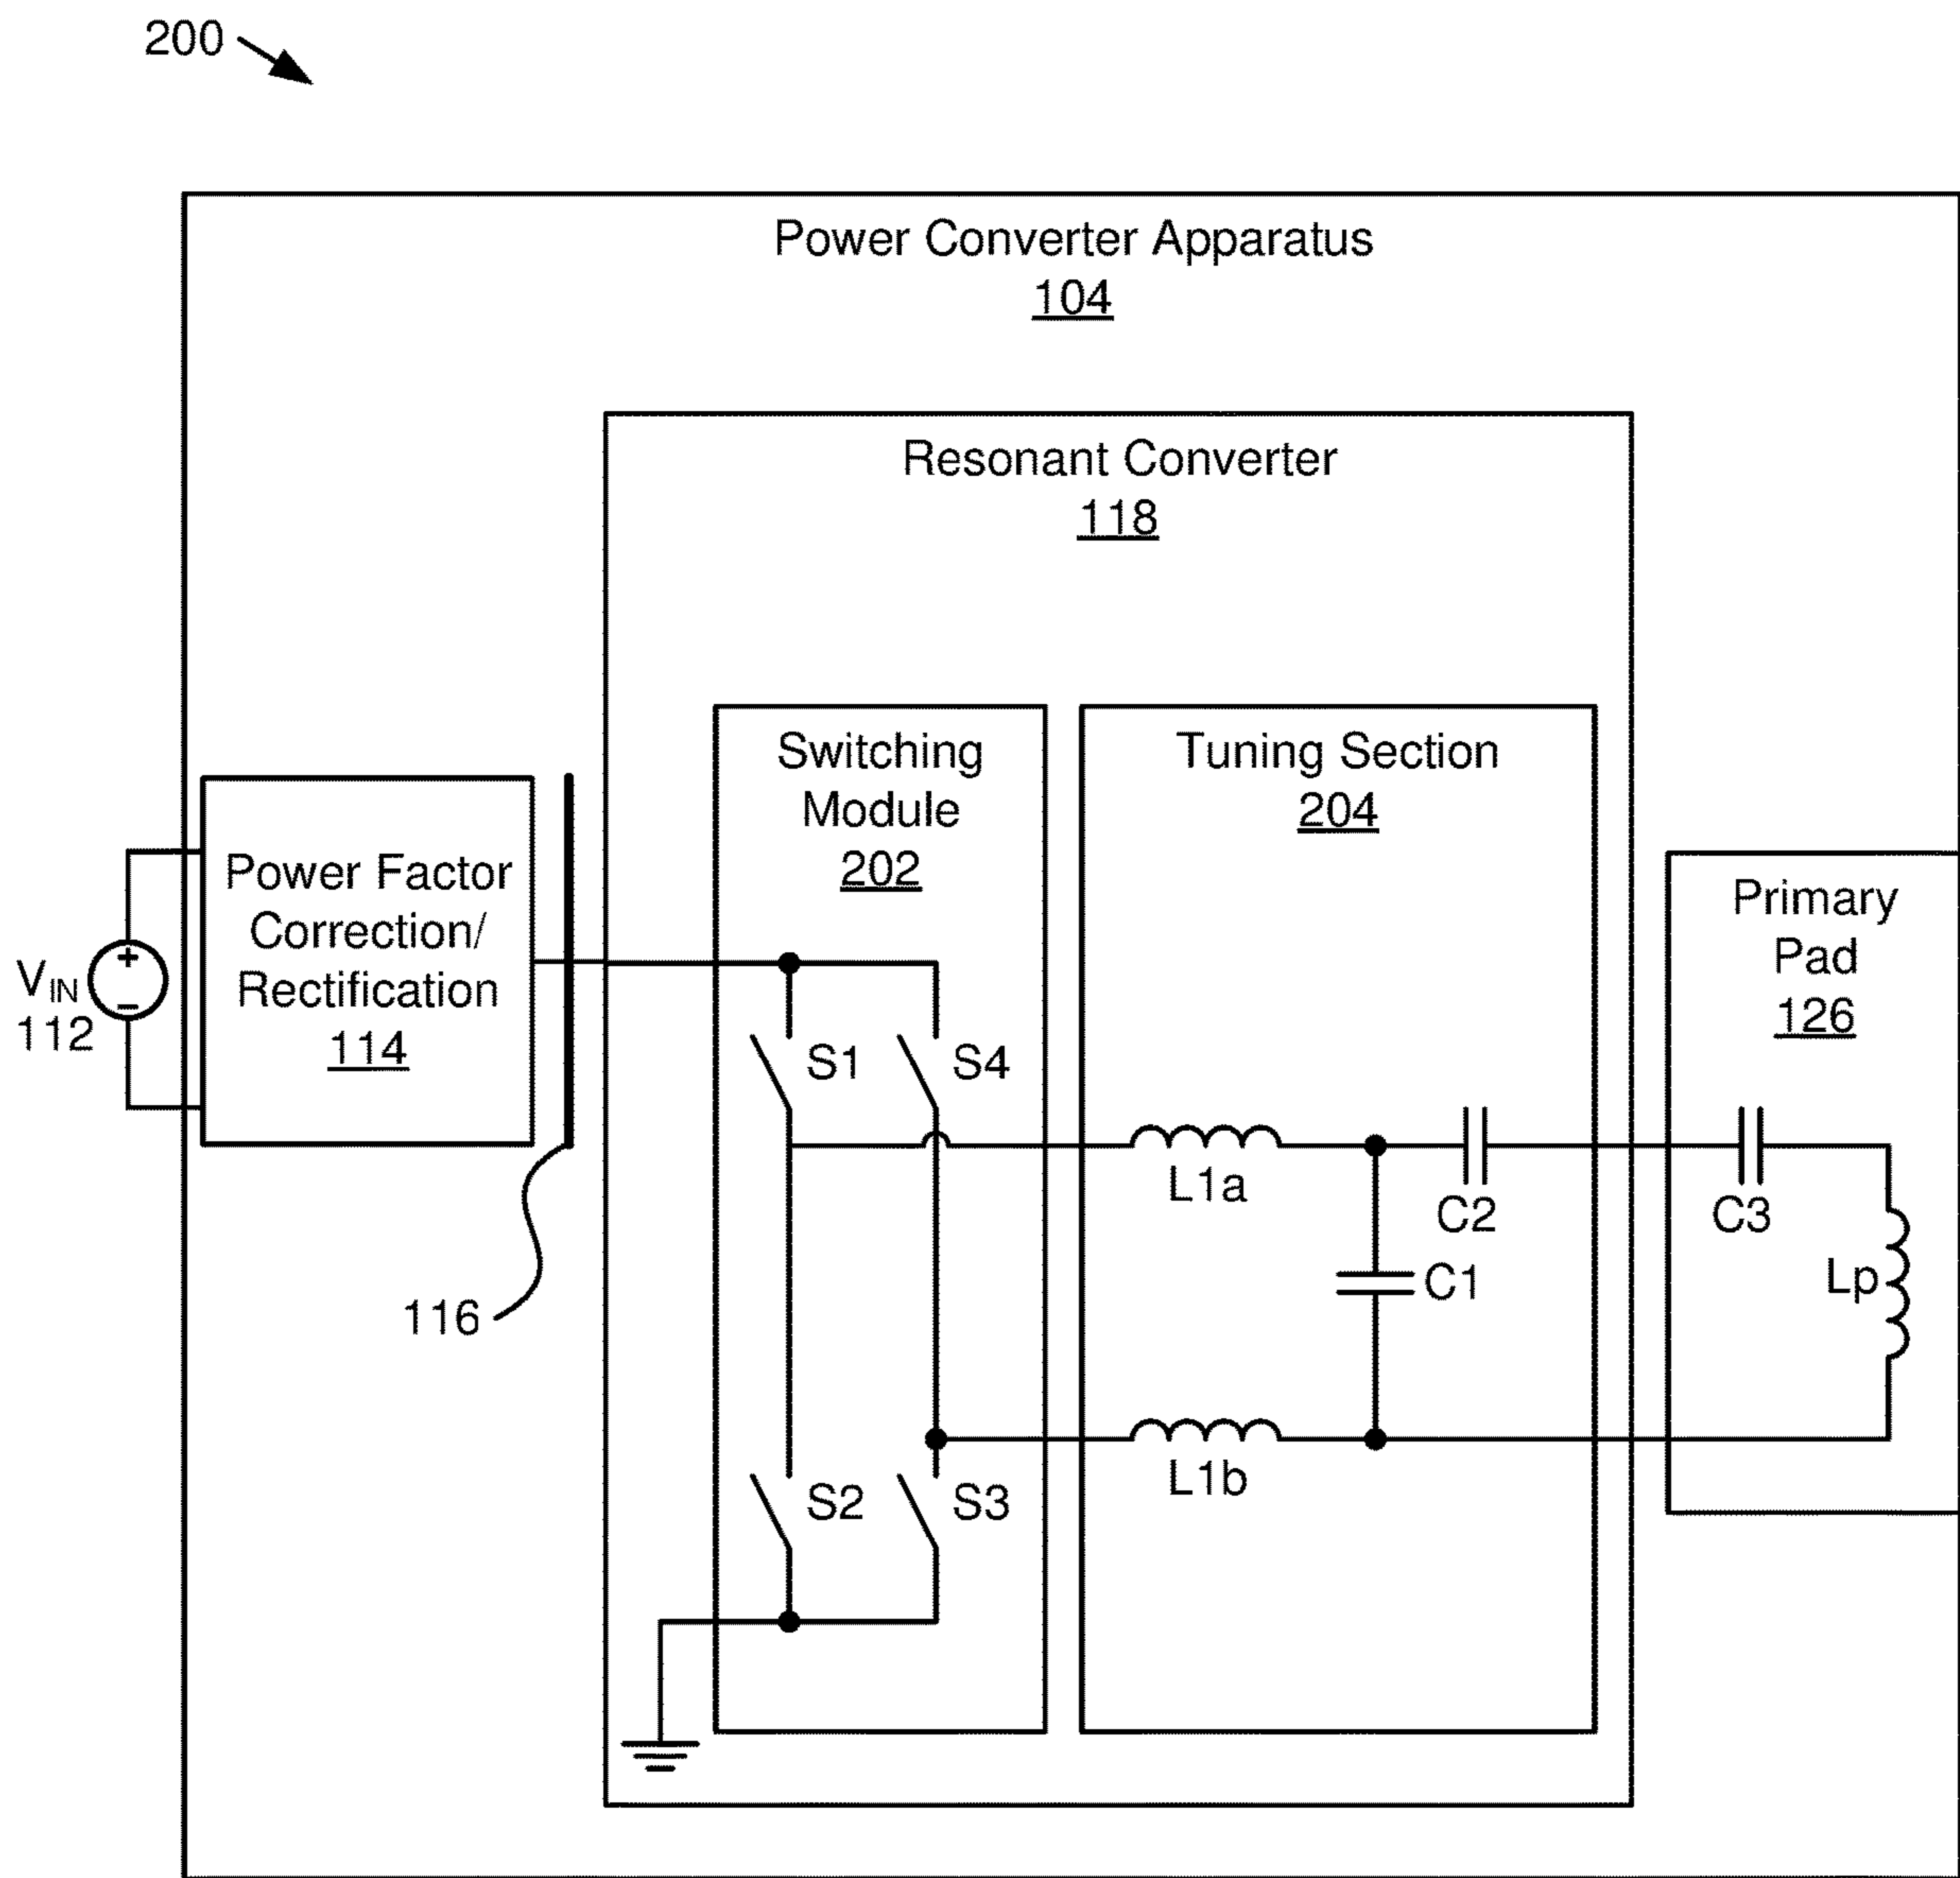 200
Power Converter Apparatus
104
Resonant Converter
118
Switching
Module
202
Tuning Section
204
Power Factor
Correction/
Rectification
114
Primary
Pad
126
+
−
V_IN
112
S1
S4
L1a
C2
C3
C1
Lp
116
L1b
S2
S3